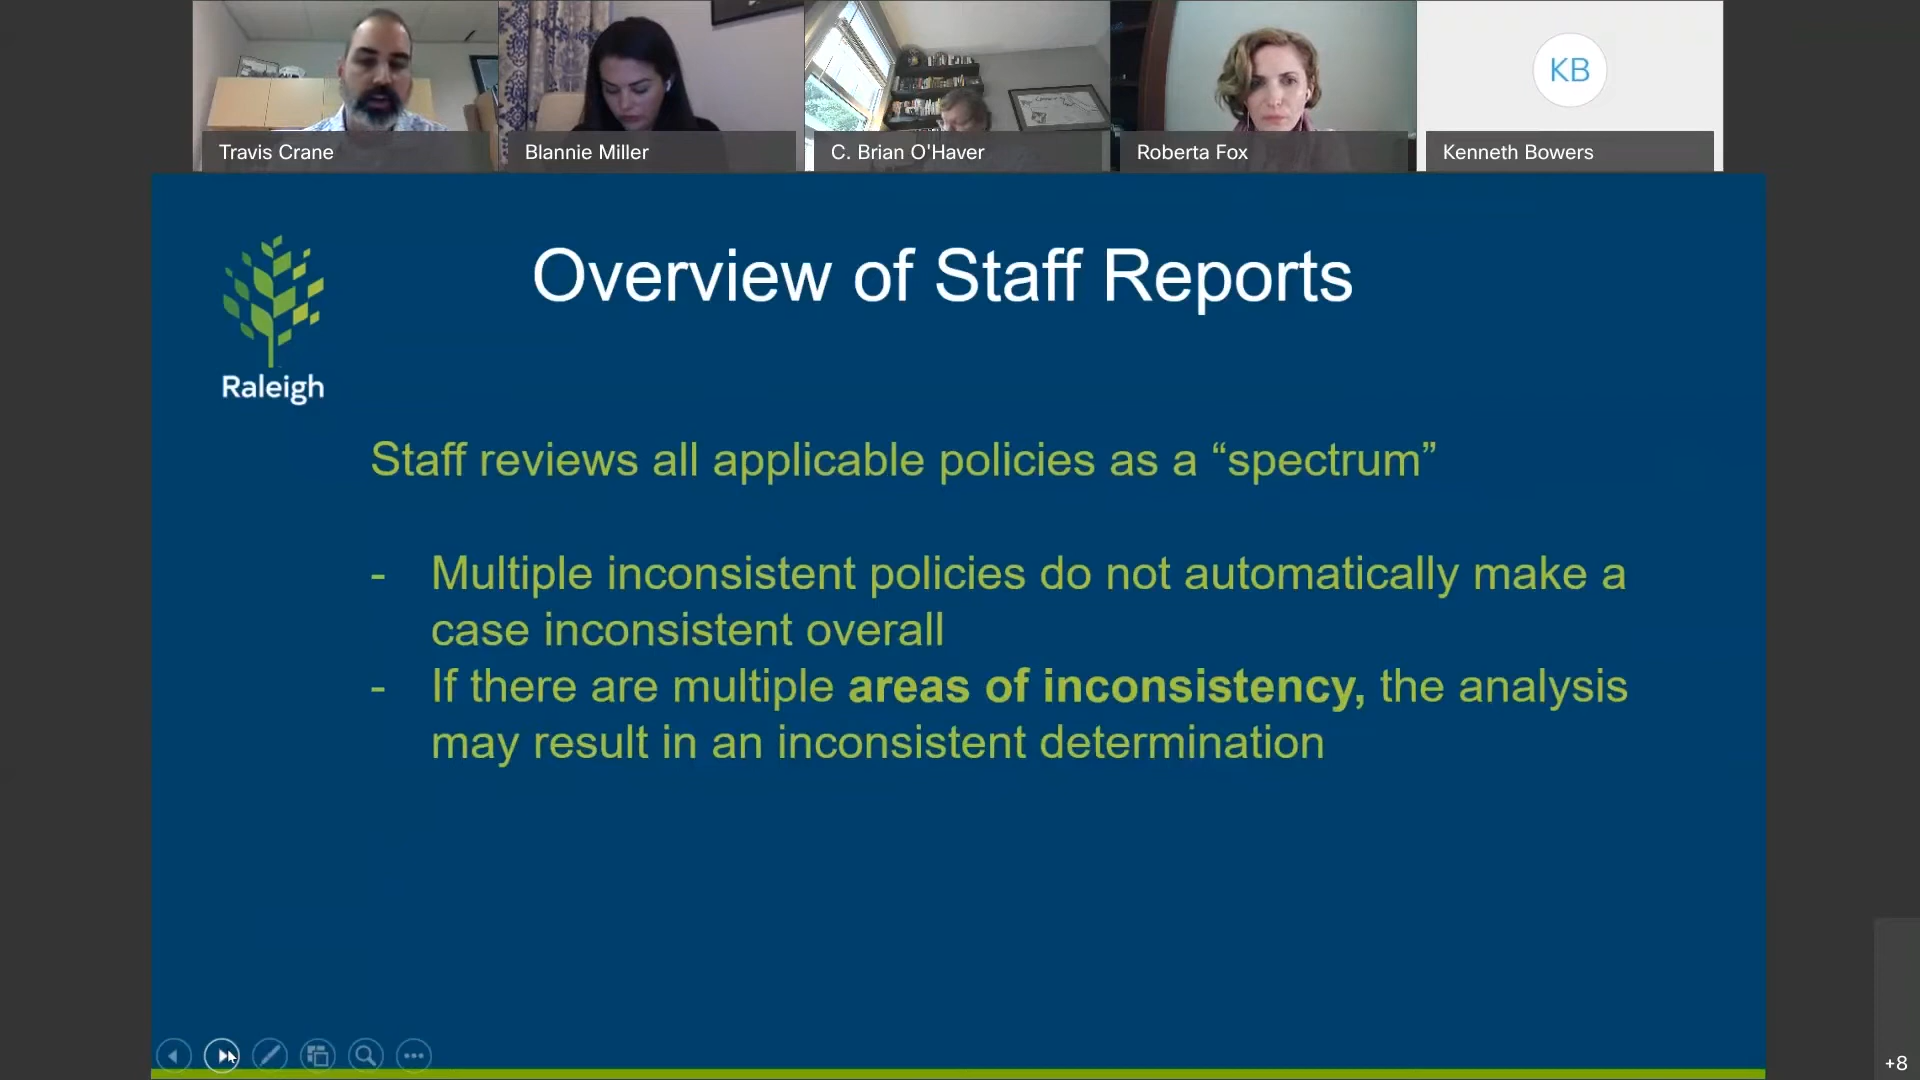 Travis Crane
Blannie Miller
C. Brian O'Haver
Roberta Fox
KB
Kenneth Bowers
Raleigh
Overview of Staff Reports
Staff reviews all applicable policies as a “spectrum”
- Multiple inconsistent policies do not automatically make a
case inconsistent overall
- If there are multiple areas of inconsistency, the analysis
may result in an inconsistent determination
+8